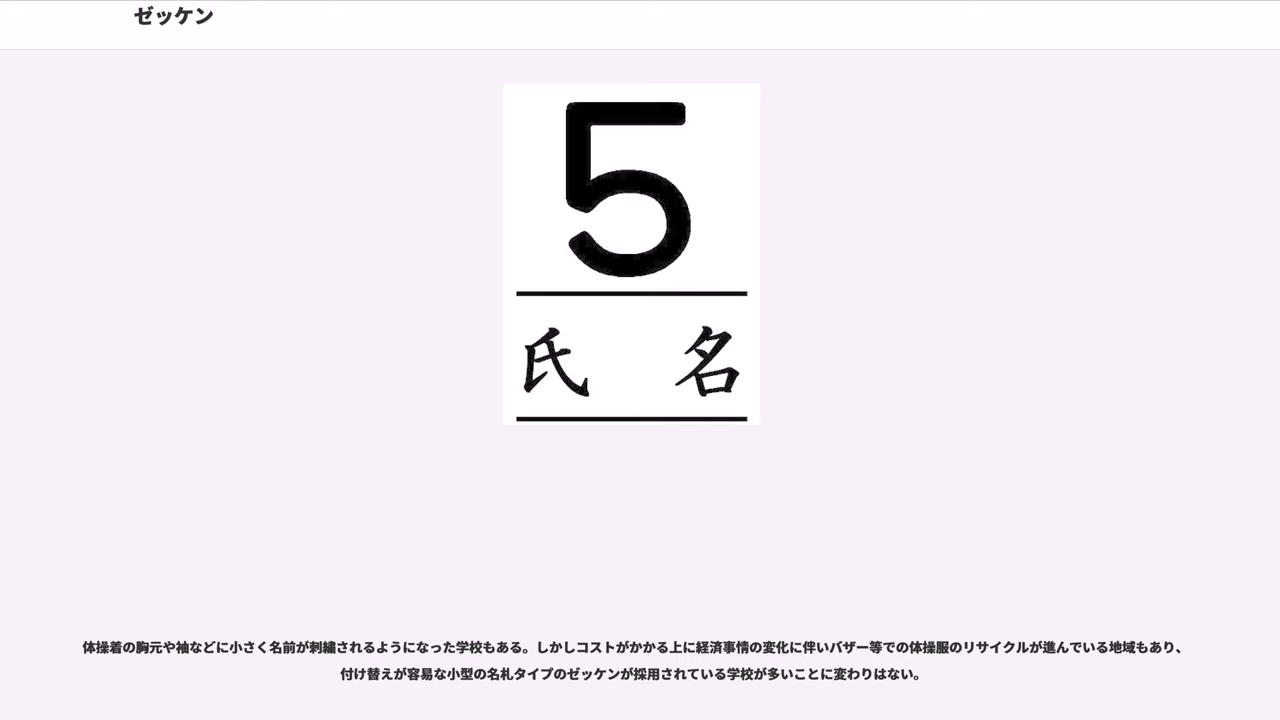 ゼッケン
5
氏 名
体操着の胸元や袖などに小さく名前が刺繍されるようになった学校もある。しかしコストがかかる上に経済事情の変化に伴いバザー等での体操服のリサイクルが進んでいる地域もあり、
付け替えが容易な小型の名札タイプのゼッケンが採用されている学校が多いことに変わりはない。